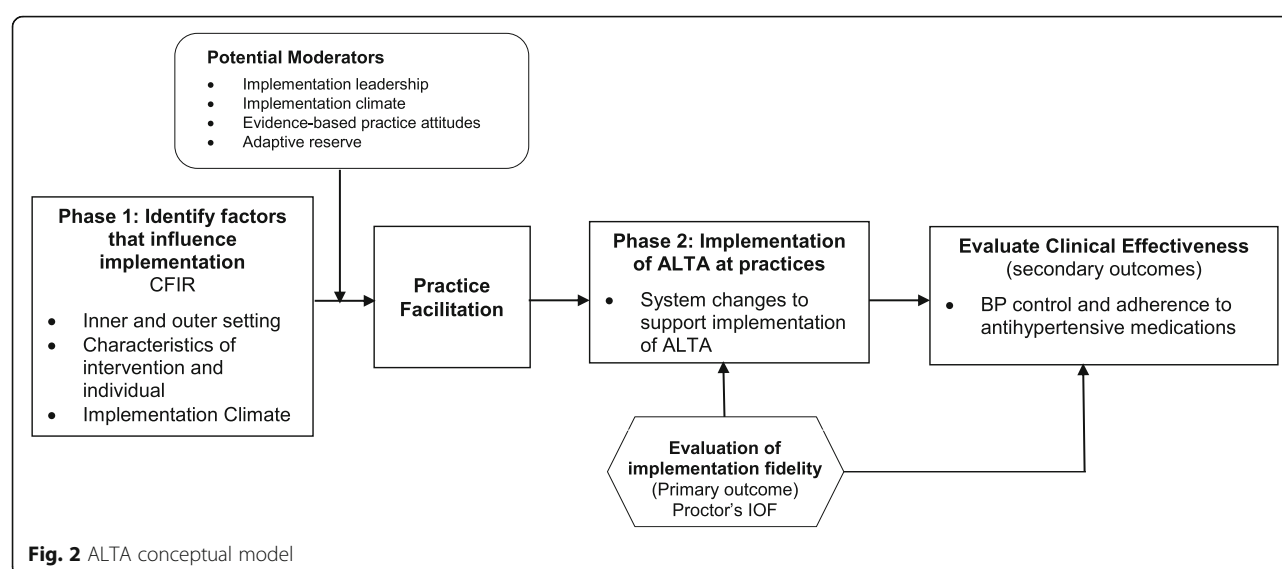 Potential Moderators
• Implementation leadership
• Implementation climate
• Evidence-based practice attitudes
• Adaptive reserve
Phase 1: Identify factors
that influence
implementation
CFIR
• Inner and outer setting
• Characteristics of
intervention and
individual
• Implementation Climate
Practice
Facilitation
Phase 2: Implementation
of ALTA at practices
• System changes to
support implementation
of ALTA
Evaluate Clinical Effectiveness
(secondary outcomes)
• BP control and adherence to
antihypertensive medications
Evaluation of
implementation fidelity
(Primary outcome)
Proctor's IOF
Fig. 2 ALTA conceptual model